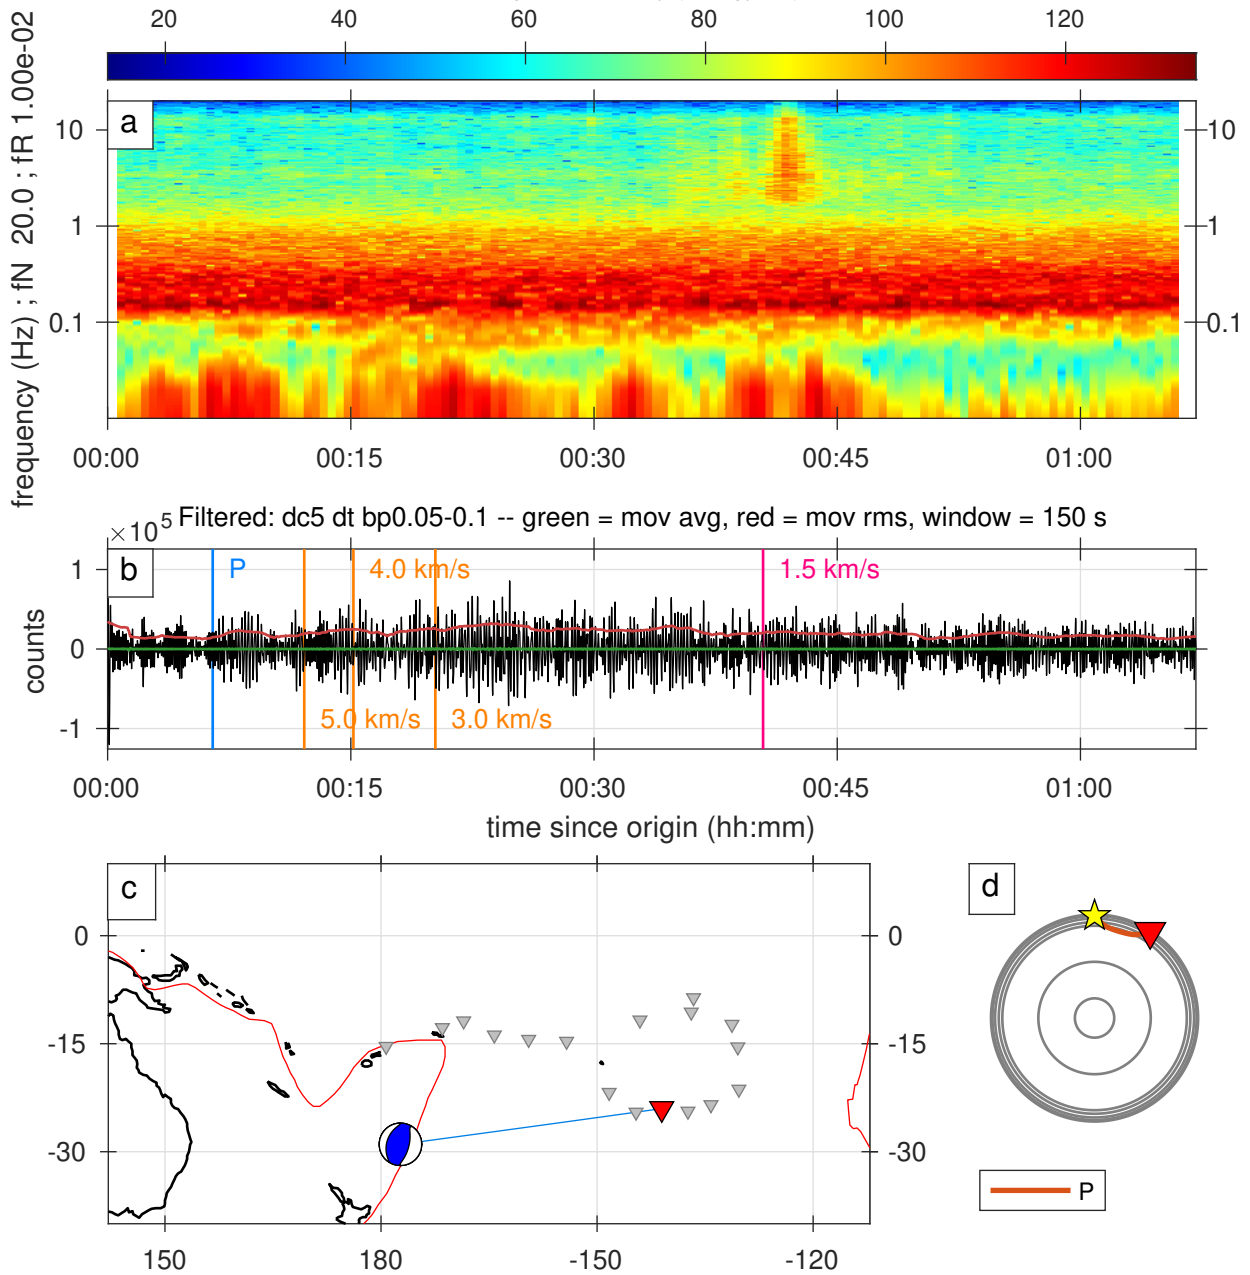 20 40 60 80 100 120
frequency (Hz) ; fN 20.0 ; fR 1.00e-02
a
10 10
1 1
0.1 0.1
00:00 00:15 00:30 00:45 01:00
×10^5 Filtered: dc5 dt bp0.05-0.1 -- green = mov avg, red = mov rms, window = 150 s
b
P 4.0 km/s 1.5 km/s
5.0 km/s 3.0 km/s
counts
1
0
-1
00:00 00:15 00:30 00:45 01:00
time since origin (hh:mm)
c
d
0 0
-15 -15
-30 -30
150 180 -150 -120
P